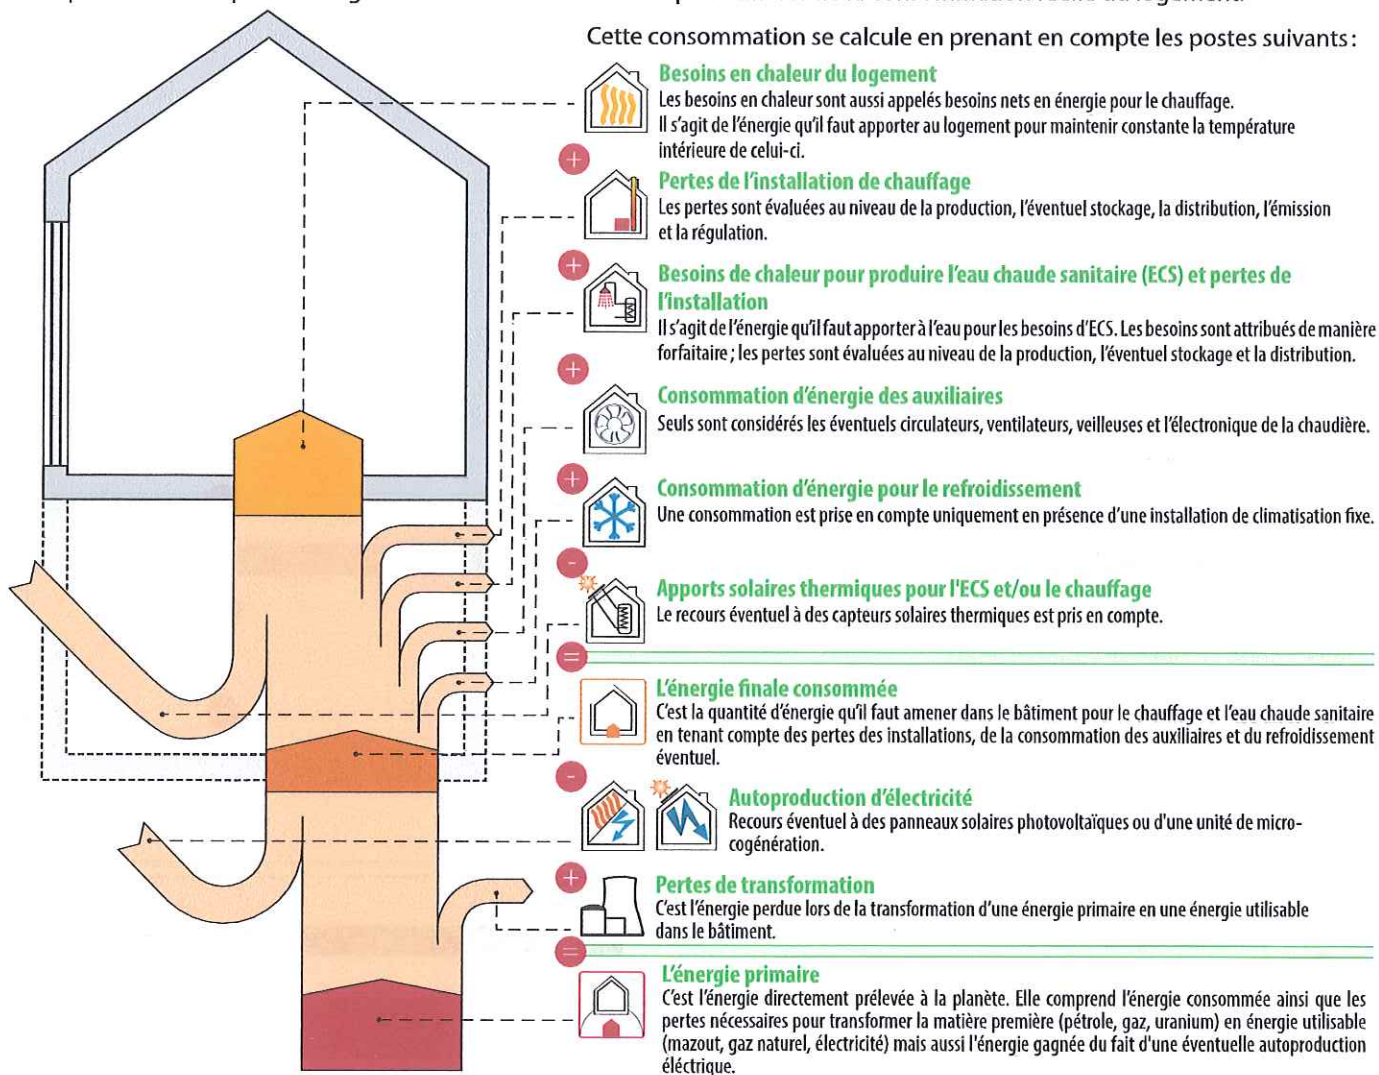 Cette consommation se calcule en prenant en compte les postes suivants :
Besoins en chaleur du logement
Les besoins en chaleur sont aussi appelés besoins nets en énergie pour le chauffage.
Il s'agit de l'énergie qu'il faut apporter au logement pour maintenir constante la température
intérieure de celui-ci.
+
Pertes de l'installation de chauffage
Les pertes sont évaluées au niveau de la production, l'éventuel stockage, la distribution, l'émission
et la régulation.
+
Besoins de chaleur pour produire l'eau chaude sanitaire (ECS) et pertes de
l'installation
Il s'agit de l'énergie qu'il faut apporter à l'eau pour les besoins d'ECS. Les besoins sont attribués de manière
forfaitaire ; les pertes sont évaluées au niveau de la production, l'éventuel stockage et la distribution.
+
Consommation d'énergie des auxiliaires
Seuls sont considérés les éventuels circulateurs, ventilateurs, veilleuses et l'électronique de la chaudière.
+
Consommation d'énergie pour le refroidissement
Une consommation est prise en compte uniquement en présence d'une installation de climatisation fixe.
-
Apports solaires thermiques pour l'ECS et/ou le chauffage
Le recours éventuel à des capteurs solaires thermiques est pris en compte.
=
L'énergie finale consommée
C'est la quantité d'énergie qu'il faut amener dans le bâtiment pour le chauffage et l'eau chaude sanitaire
en tenant compte des pertes des installations, de la consommation des auxiliaires et du refroidissement
éventuel.
-
Autoproduction d'électricité
Recours éventuel à des panneaux solaires photovoltaïques ou d'une unité de micro-
cogénération.
+
Pertes de transformation
C'est l'énergie perdue lors de la transformation d'une énergie primaire en une énergie utilisable
dans le bâtiment.
=
L'énergie primaire
C'est l'énergie directement prélevée à la planète. Elle comprend l'énergie consommée ainsi que les
pertes nécessaires pour transformer la matière première (pétrole, gaz, uranium) en énergie utilisable
(mazout, gaz naturel, électricité) mais aussi l'énergie gagnée du fait d'une éventuelle autoproduction
éléctrique.